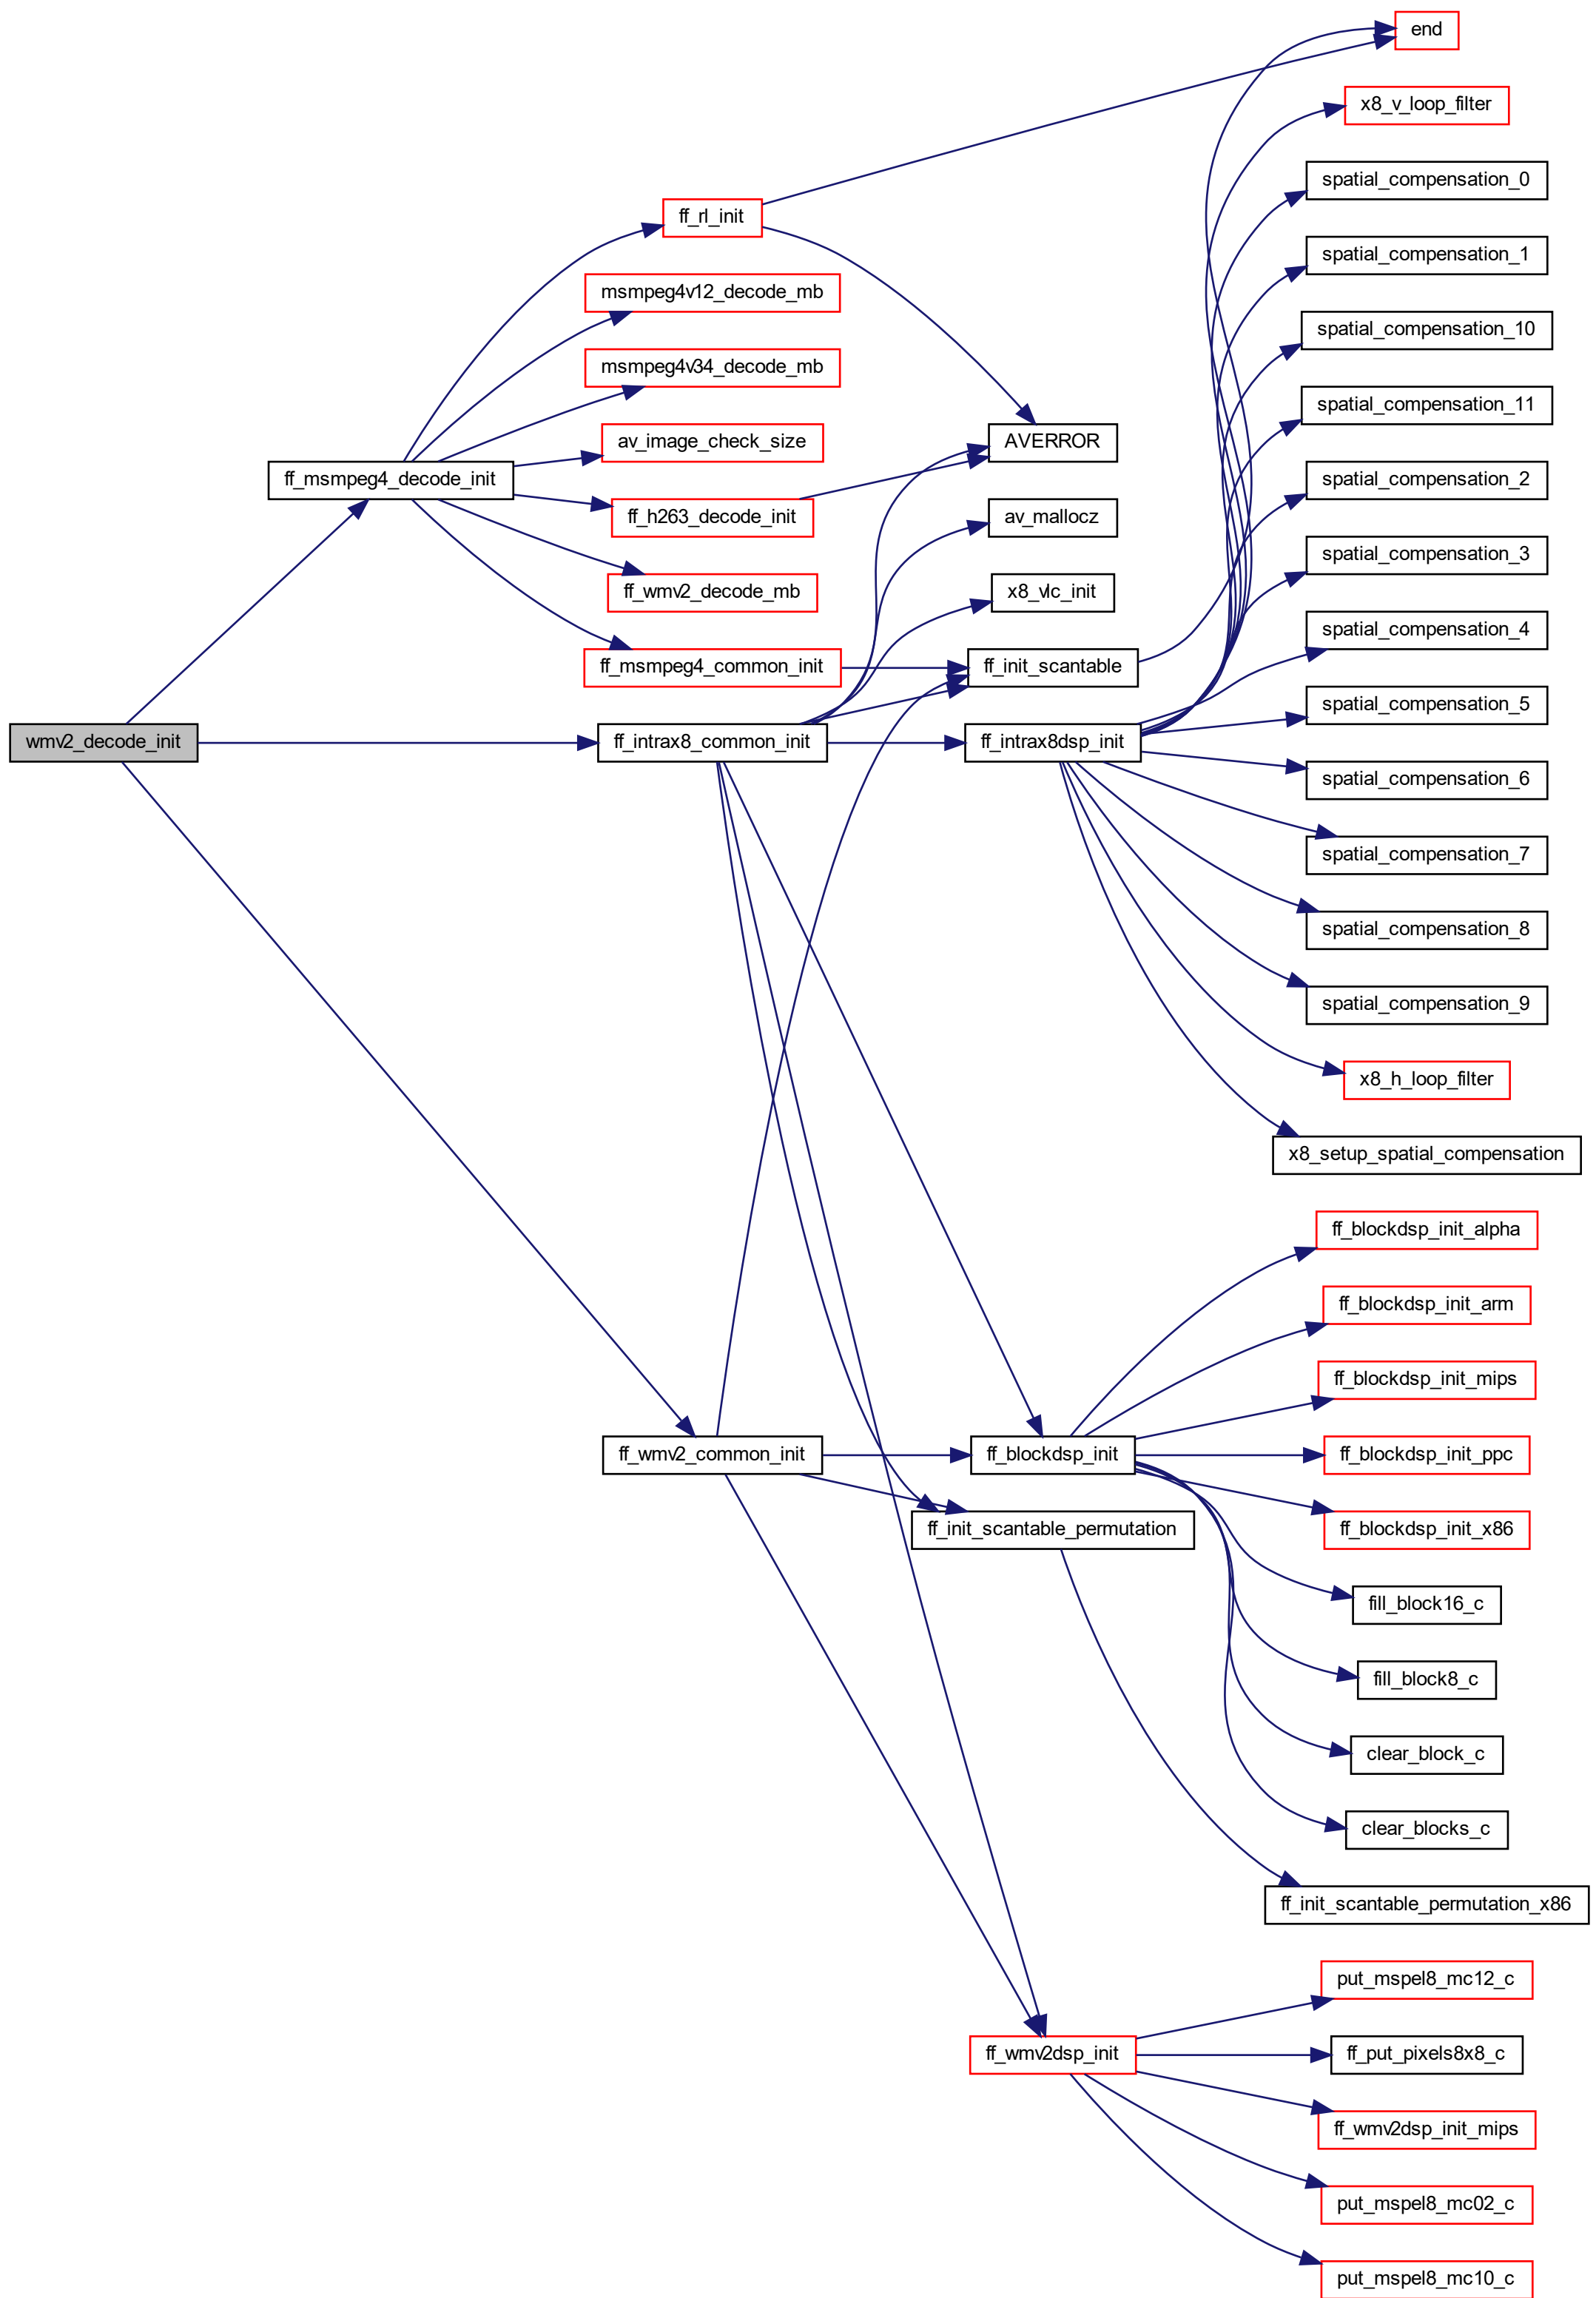 end
x8_v_loop_filter
spatial_compensation_0
ff_rl_init
spatial_compensation_1
msmpeg4v12_decode_mb
spatial_compensation_10
msmpeg4v34_decode_mb
spatial_compensation_11
av_image_check_size
AVERROR
ff_msmpeg4_decode_init
spatial_compensation_2
ff_h263_decode_init
av_mallocz
spatial_compensation_3
ff_wmv2_decode_mb
x8_vlc_init
spatial_compensation_4
ff_msmpeg4_common_init
ff_init_scantable
spatial_compensation_5
wmv2_decode_init
ff_intrax8_common_init
ff_intrax8dsp_init
spatial_compensation_6
spatial_compensation_7
spatial_compensation_8
spatial_compensation_9
x8_h_loop_filter
x8_setup_spatial_compensation
ff_blockdsp_init_alpha
ff_blockdsp_init_arm
ff_blockdsp_init_mips
ff_wmv2_common_init
ff_blockdsp_init
ff_blockdsp_init_ppc
ff_init_scantable_permutation
ff_blockdsp_init_x86
fill_block16_c
fill_block8_c
clear_block_c
clear_blocks_c
ff_init_scantable_permutation_x86
put_mspel8_mc12_c
ff_wmv2dsp_init
ff_put_pixels8x8_c
ff_wmv2dsp_init_mips
put_mspel8_mc02_c
put_mspel8_mc10_c